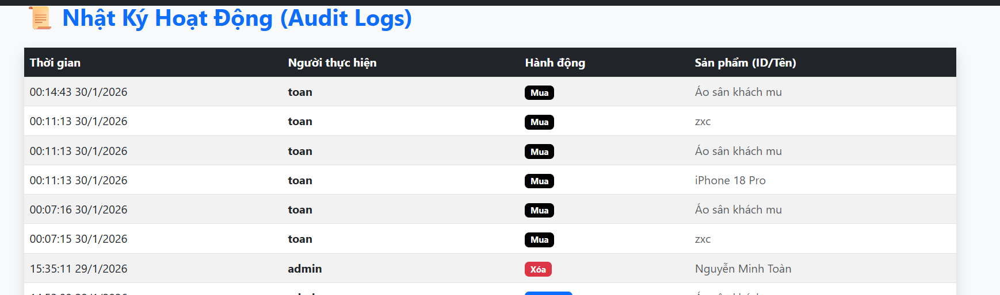 📜 Nhật Ký Hoạt Động (Audit Logs)
Thời gian Người thực hiện Hành động Sản phẩm (ID/Tên)
00:14:43 30/1/2026 toan Mua Áo sân khách mu
00:11:13 30/1/2026 toan Mua zxc
00:11:13 30/1/2026 toan Mua Áo sân khách mu
00:11:13 30/1/2026 toan Mua iPhone 18 Pro
00:07:16 30/1/2026 toan Mua Áo sân khách mu
00:07:15 30/1/2026 toan Mua zxc
15:35:11 29/1/2026 admin Xóa Nguyễn Minh Toàn